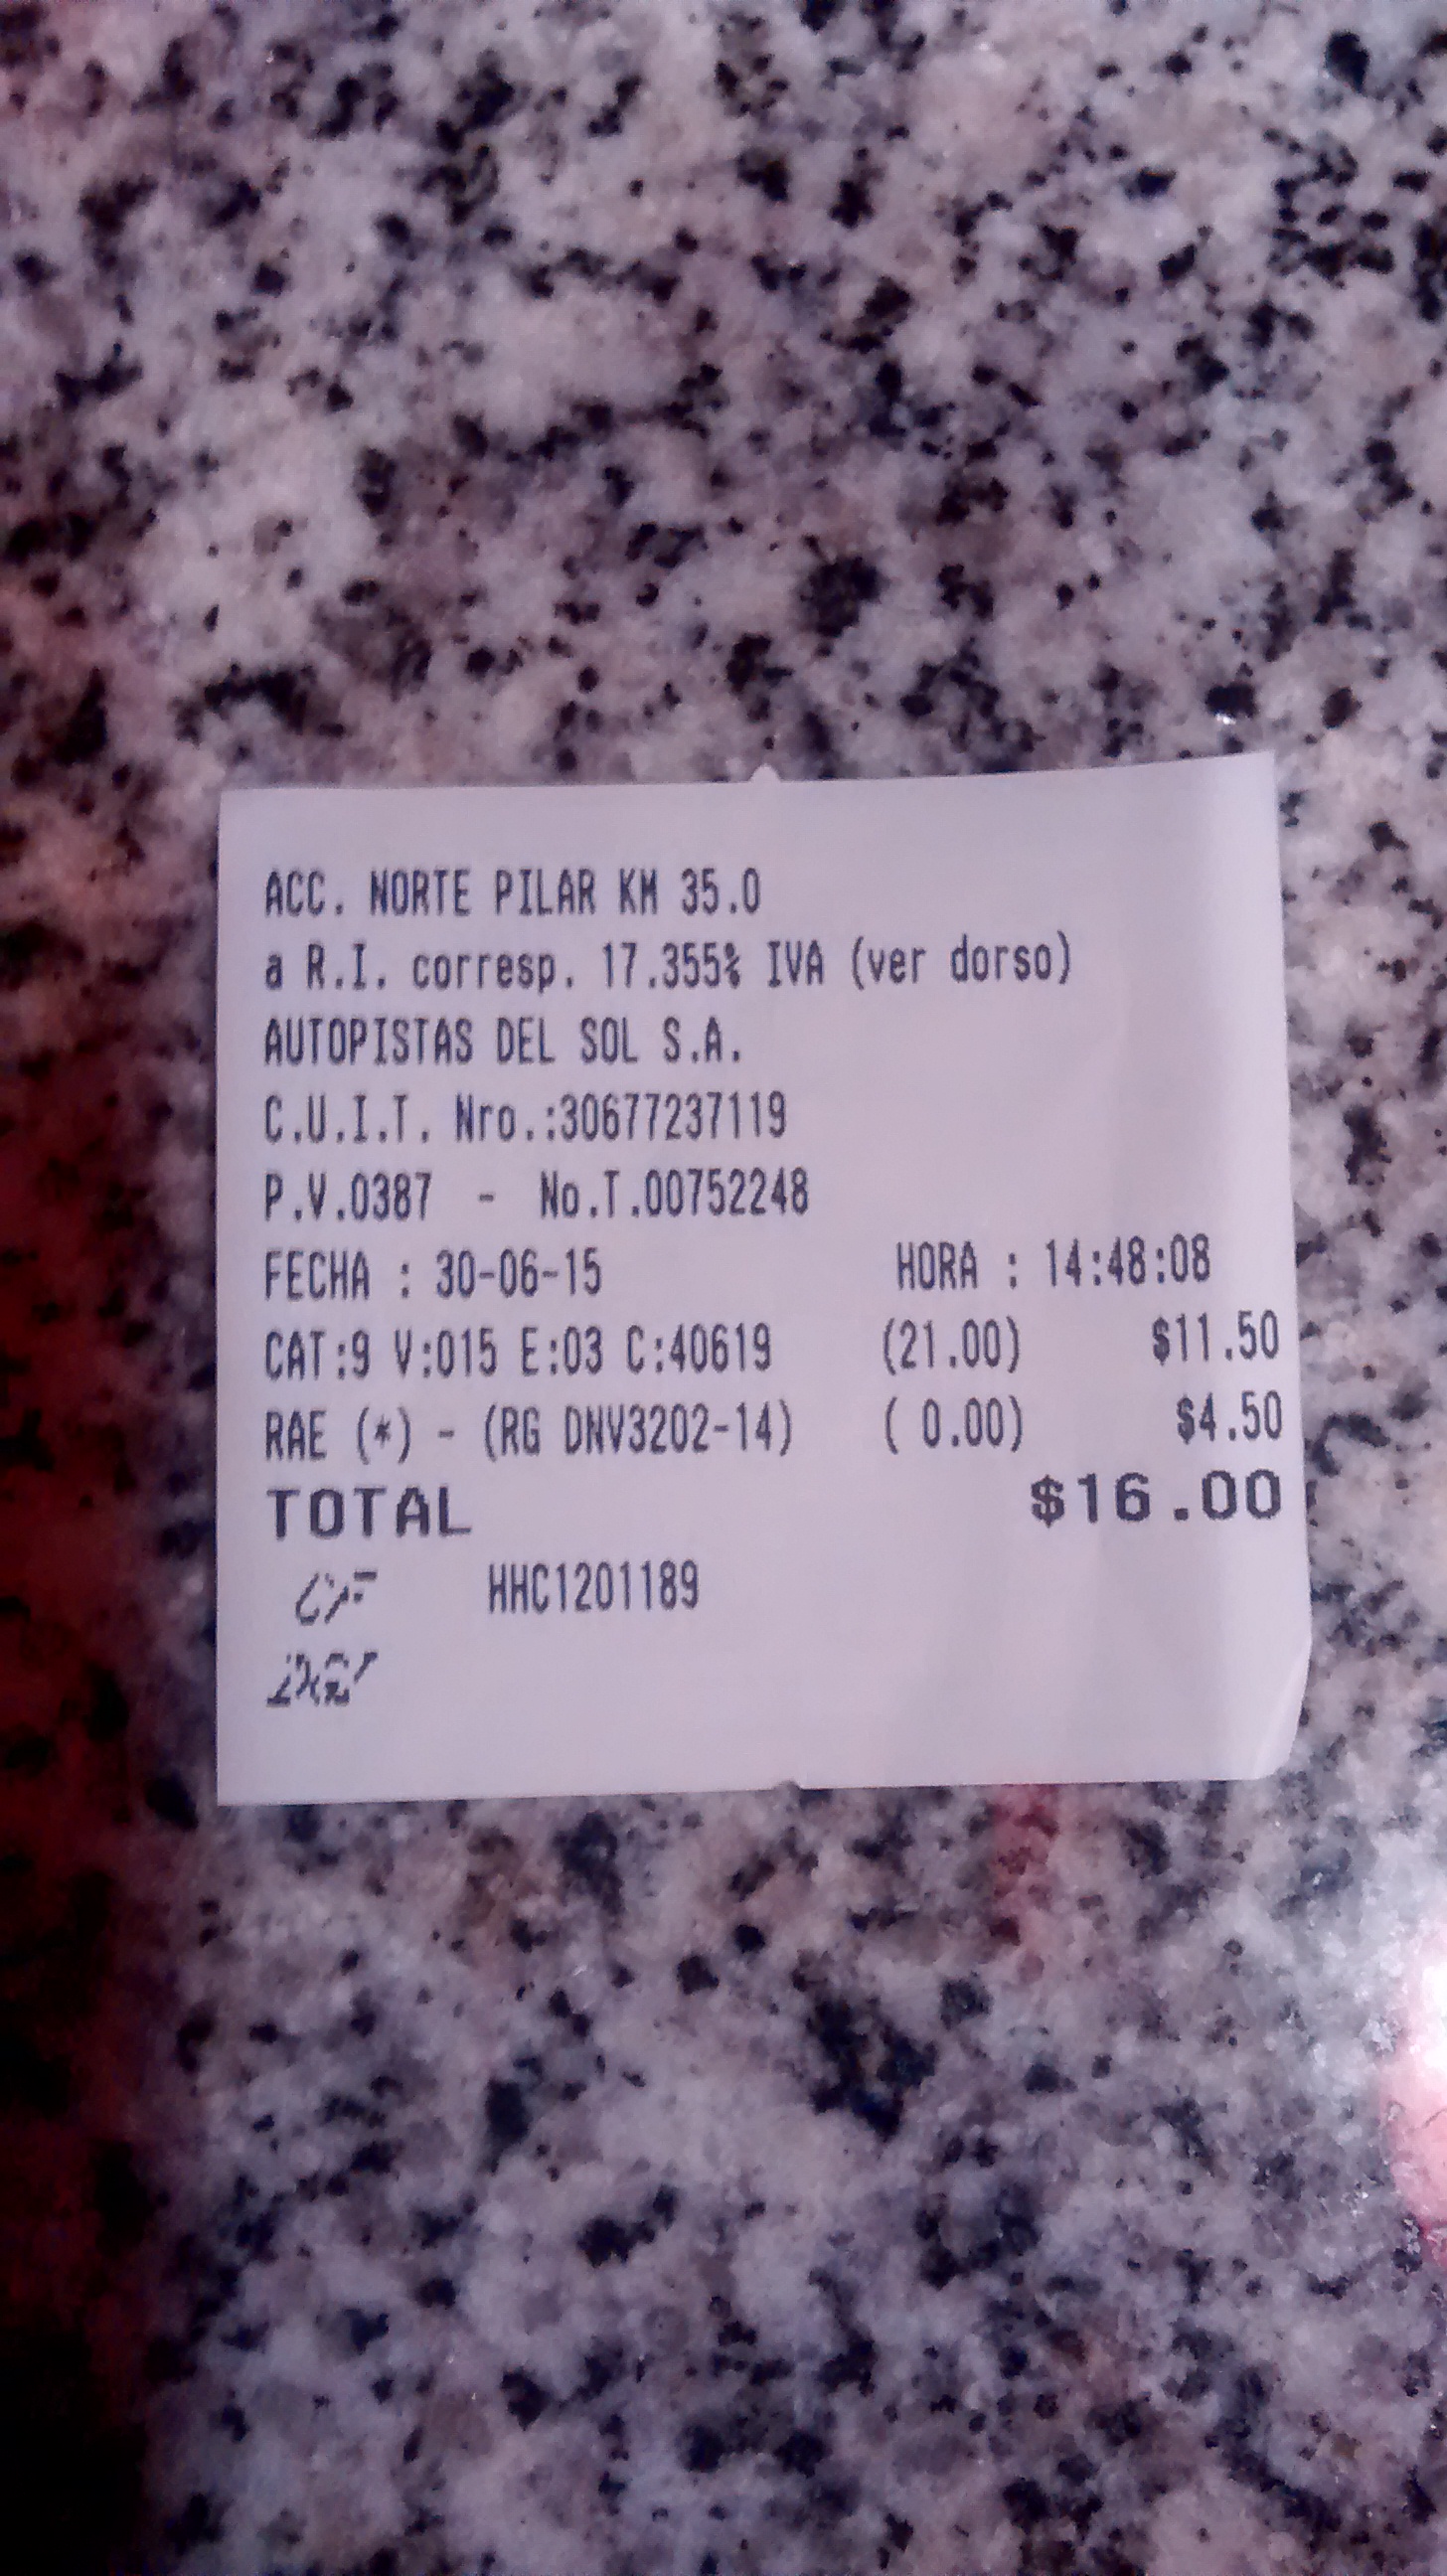 ACC. NORTE PILAR KM 35.0
a R.I. corresp. 17.355% IVA (ver dorso)
AUTOPISTAS DEL SOL S.A.
C.U.I.T. Nro.:30677237119
P.V.0387 - No.T.00752248
FECHA : 30-06-15 HORA : 14:48:08
CAT:9 V:015 E:03 C:40619 (21.00) $11.50
RAE (*) - (RG DNV3202-14) ( 0.00) $4.50
TOTAL $16.00
CF HHC1201189
DGI